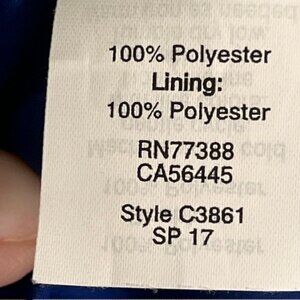 100% Polyester
Lining:
100% Polyester
RN77388
CA56445
Style C3861
SP 17